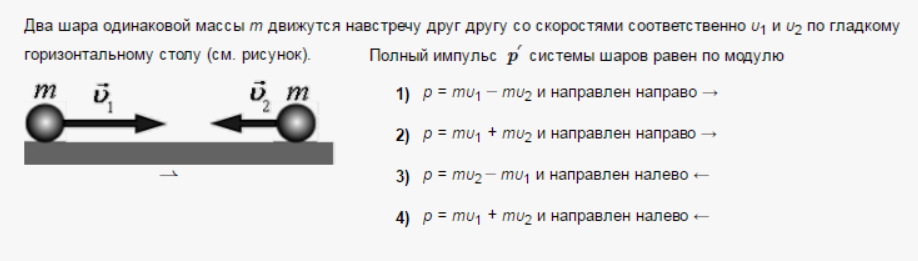 Два шара одинаковой массы m движутся навстречу друг другу со скоростями соответственно υ₁ и υ₂ по гладкому
горизонтальному столу (см. рисунок).
Полный импульс p′ системы шаров равен по модулю
m υ⃗₁ υ⃗₂ m
1) p = mυ₁ – mυ₂ и направлен направо →
2) p = mυ₁ + mυ₂ и направлен направо →
3) p = mυ₂ – mυ₁ и направлен налево ←
4) p = mυ₁ + mυ₂ и направлен налево ←